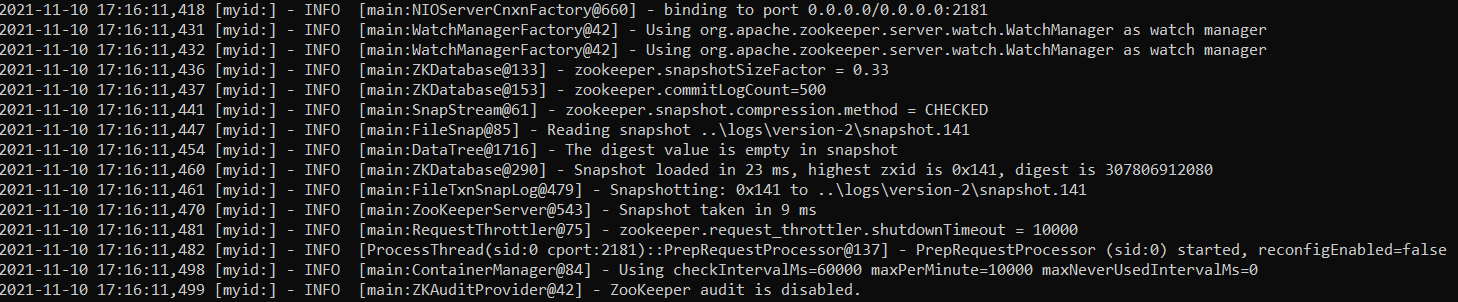 2021-11-10 17:16:11,418 [myid:] - INFO  [main:NIOServerCnxnFactory@660] - binding to port 0.0.0.0/0.0.0.0:2181
2021-11-10 17:16:11,431 [myid:] - INFO  [main:WatchManagerFactory@42] - Using org.apache.zookeeper.server.watch.WatchManager as watch manager
2021-11-10 17:16:11,432 [myid:] - INFO  [main:WatchManagerFactory@42] - Using org.apache.zookeeper.server.watch.WatchManager as watch manager
2021-11-10 17:16:11,436 [myid:] - INFO  [main:ZKDatabase@133] - zookeeper.snapshotSizeFactor = 0.33
2021-11-10 17:16:11,437 [myid:] - INFO  [main:ZKDatabase@153] - zookeeper.commitLogCount=500
2021-11-10 17:16:11,441 [myid:] - INFO  [main:SnapStream@61] - zookeeper.snapshot.compression.method = CHECKED
2021-11-10 17:16:11,447 [myid:] - INFO  [main:FileSnap@85] - Reading snapshot ..\logs\version-2\snapshot.141
2021-11-10 17:16:11,454 [myid:] - INFO  [main:DataTree@1716] - The digest value is empty in snapshot
2021-11-10 17:16:11,460 [myid:] - INFO  [main:ZKDatabase@290] - Snapshot loaded in 23 ms, highest zxid is 0x141, digest is 307806912080
2021-11-10 17:16:11,461 [myid:] - INFO  [main:FileTxnSnapLog@479] - Snapshotting: 0x141 to ..\logs\version-2\snapshot.141
2021-11-10 17:16:11,470 [myid:] - INFO  [main:ZooKeeperServer@543] - Snapshot taken in 9 ms
2021-11-10 17:16:11,481 [myid:] - INFO  [main:RequestThrottler@75] - zookeeper.request_throttler.shutdownTimeout = 10000
2021-11-10 17:16:11,482 [myid:] - INFO  [ProcessThread(sid:0 cport:2181)::PrepRequestProcessor@137] - PrepRequestProcessor (sid:0) started, reconfigEnabled=false
2021-11-10 17:16:11,498 [myid:] - INFO  [main:ContainerManager@84] - Using checkIntervalMs=60000 maxPerMinute=10000 maxNeverUsedIntervalMs=0
2021-11-10 17:16:11,499 [myid:] - INFO  [main:ZKAuditProvider@42] - ZooKeeper audit is disabled.